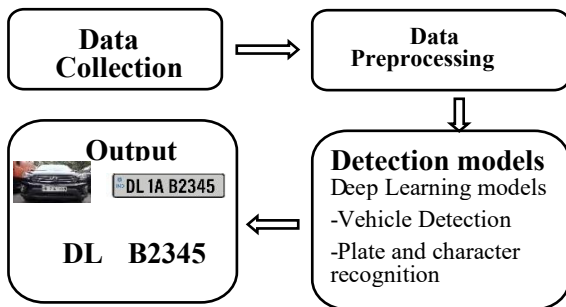 Data
Collection
Data
Preprocessing
Detection models
Deep Learning models
-Vehicle Detection
-Plate and character
recognition
Output
DL 1A B2345
DL B2345